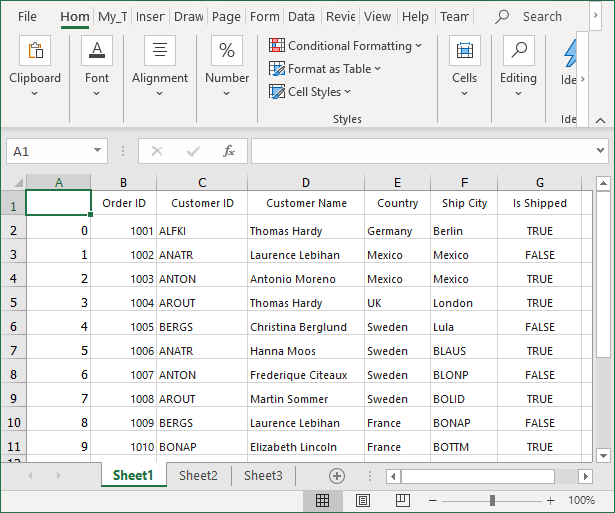 File Hom My_T Inser Draw Page Form Data Revie View Help Team Search
Clipboard Font Alignment Number Conditional Formatting Format as Table Cell Styles Cells Editing
Styles
A1 fx
A B C D E F G
1 Order ID Customer ID Customer Name Country Ship City Is Shipped
2 0 1001 ALFKI Thomas Hardy Germany Berlin TRUE
3 1 1002 ANATR Laurence Lebihan Mexico Mexico FALSE
4 2 1003 ANTON Antonio Moreno Mexico Mexico TRUE
5 3 1004 AROUT Thomas Hardy UK London TRUE
6 4 1005 BERGS Christina Berglund Sweden Lula FALSE
7 5 1006 ANATR Hanna Moos Sweden BLAUS TRUE
8 6 1007 ANTON Frederique Citeaux Sweden BLONP FALSE
9 7 1008 AROUT Martin Sommer Sweden BOLID TRUE
10 8 1009 BERGS Laurence Lebihan France BONAP FALSE
11 9 1010 BONAP Elizabeth Lincoln France BOTTM TRUE
Sheet1 Sheet2 Sheet3
100%